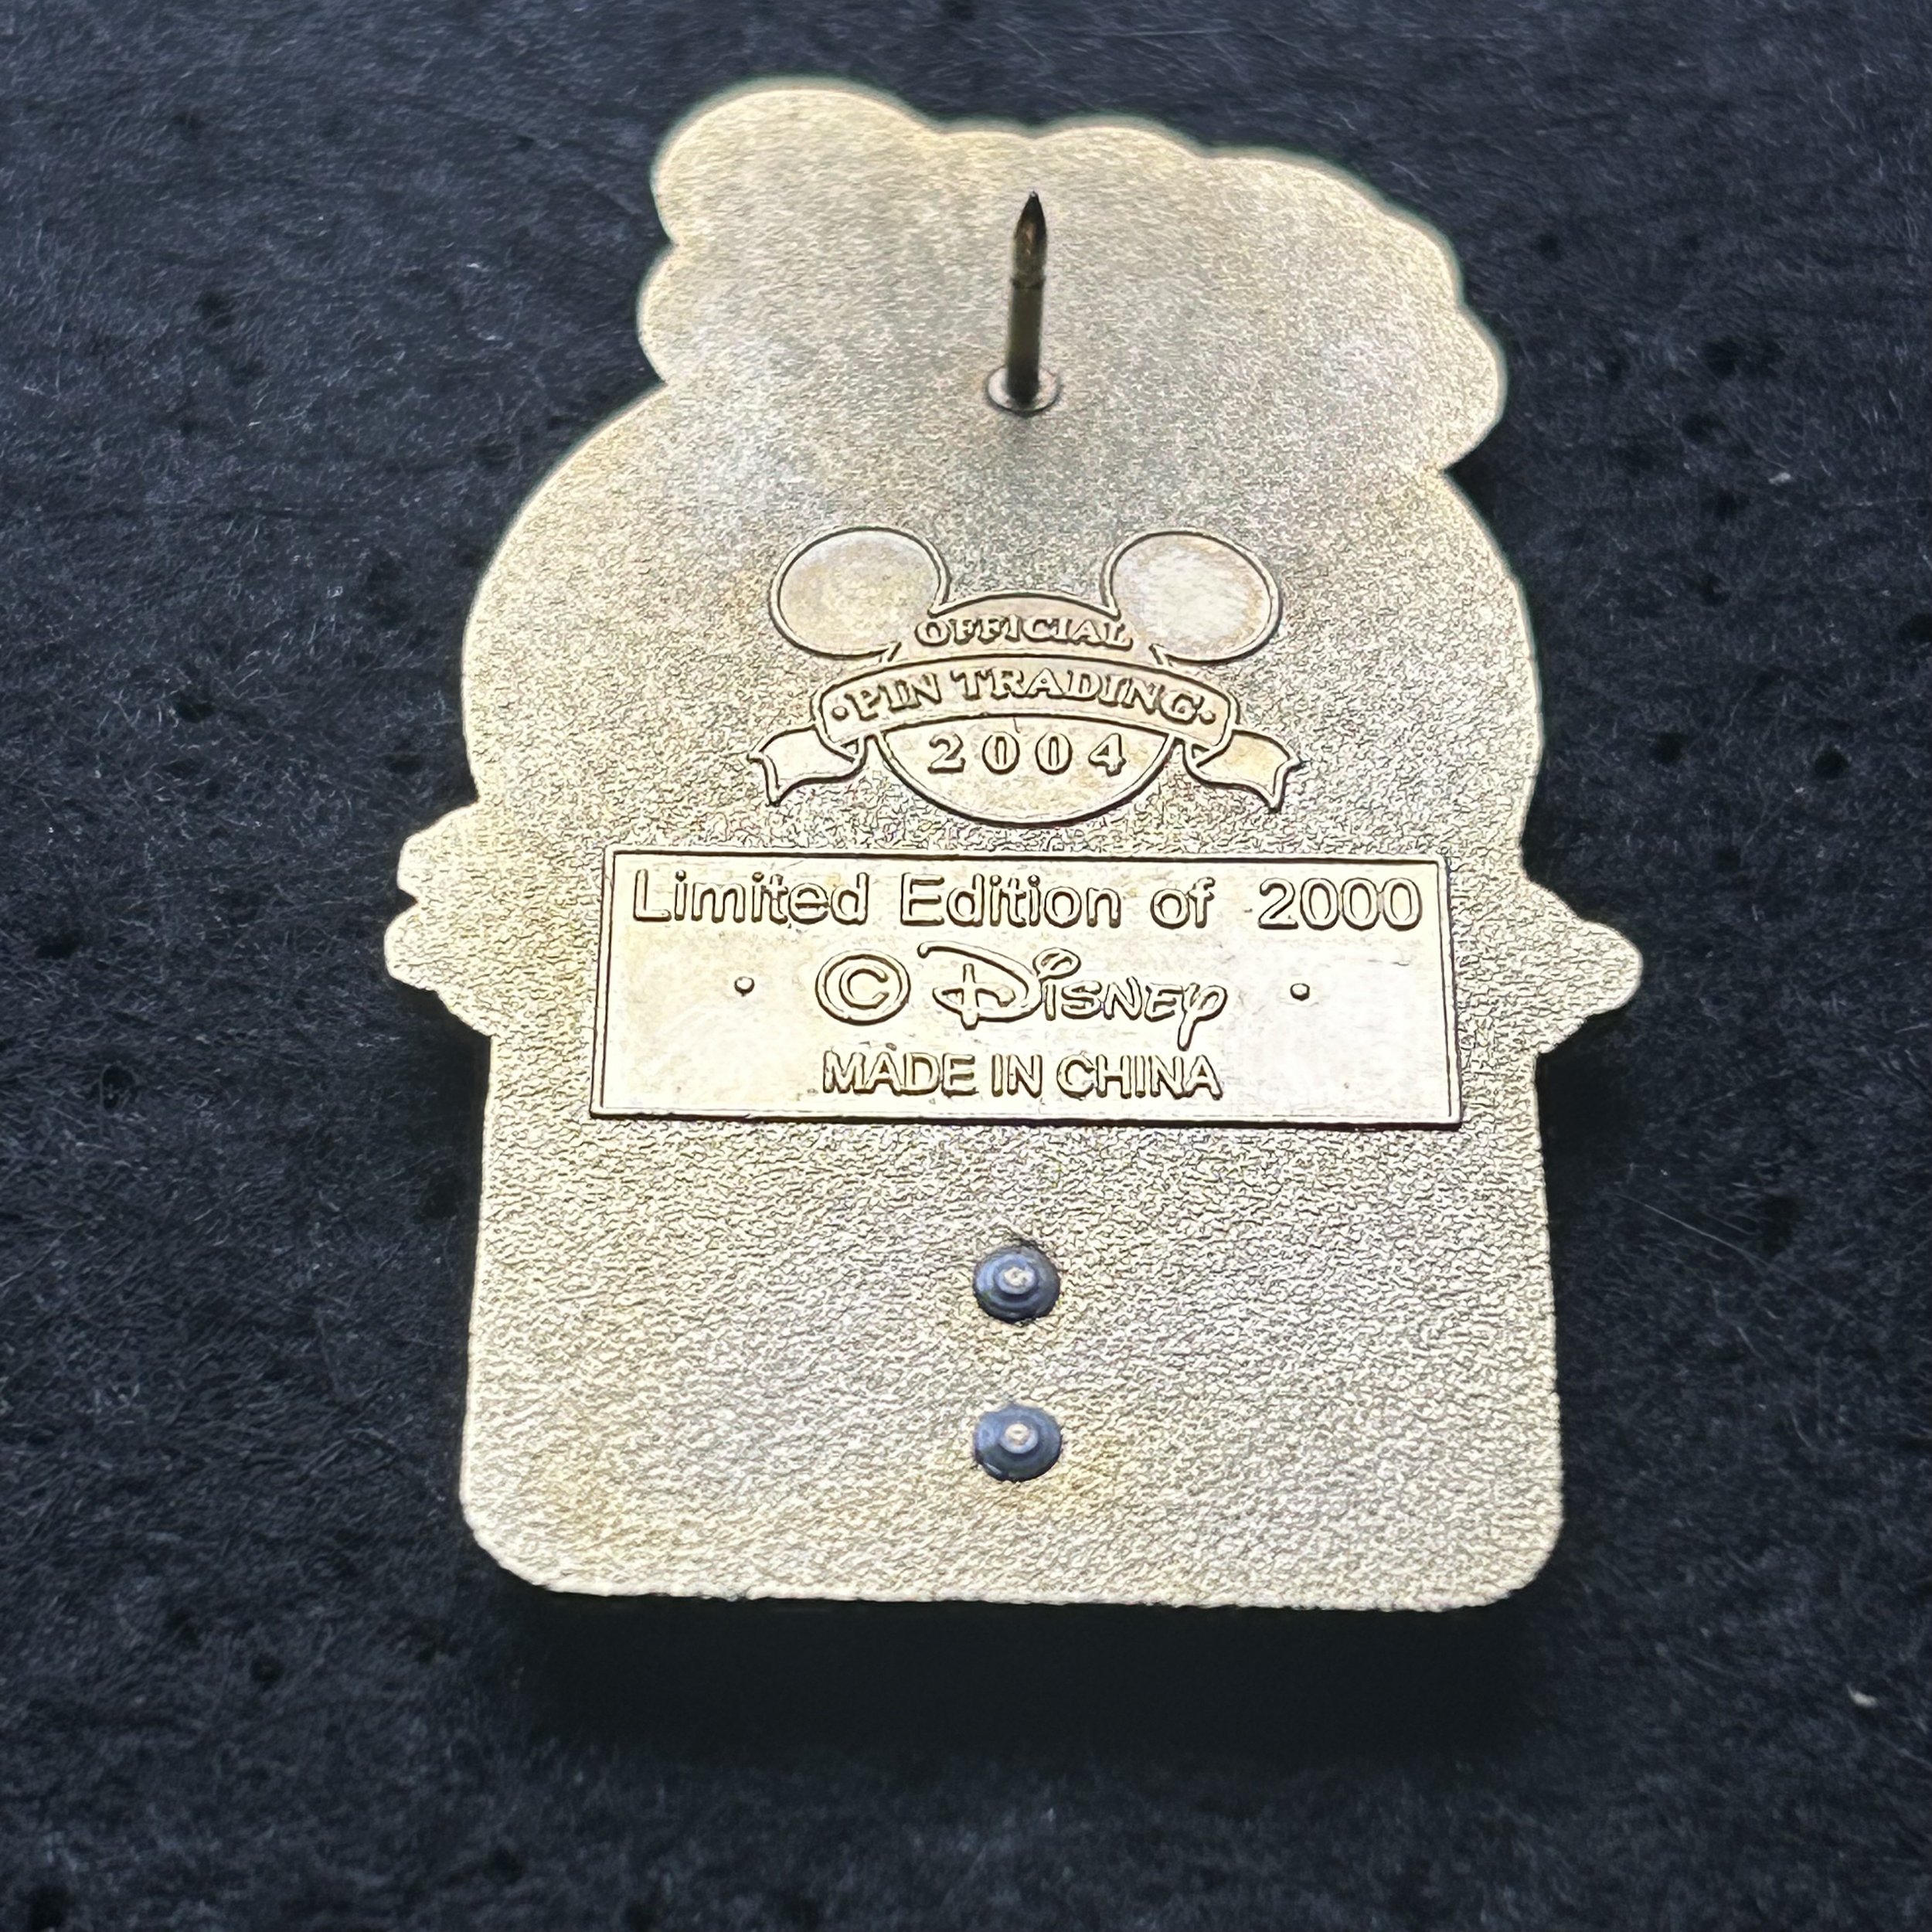 OFFICIAL
·PIN TRADING·
2004
Limited Edition of 2000
· © Disney ·
MADE IN CHINA